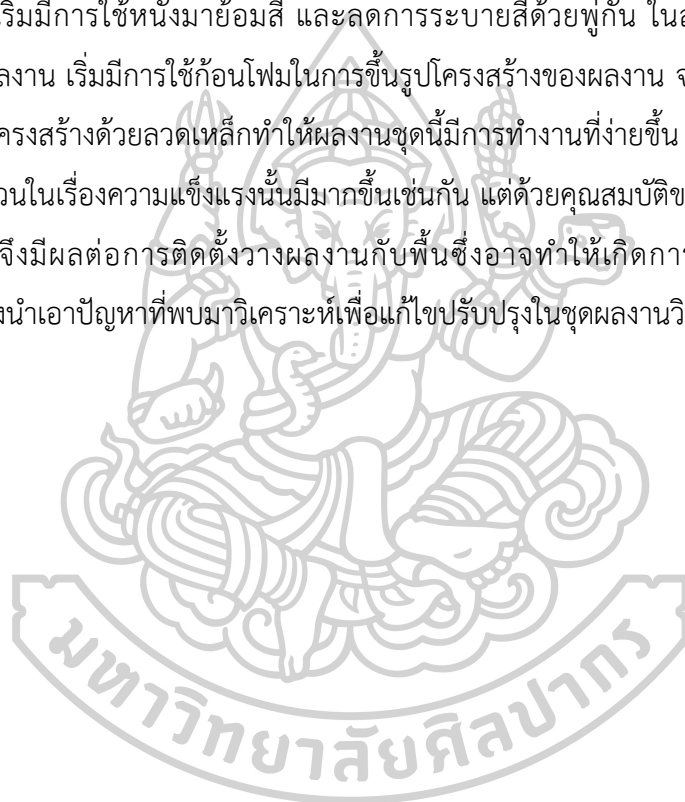 เริ่มมีการใช้หนังมาย้อมสี และลดการระบายสีด้วยพู่กัน ในส
ลงาน เริ่มมีการใช้ก้อนโฟมในการขึ้นรูปโครงสร้างของผลงาน จ
ครงสร้างด้วยลวดเหล็กทำให้ผลงานชุดนี้มีการทำงานที่ง่ายขึ้น
วนในเรื่องความแข็งแรงนั้นมีมากขึ้นเช่นกัน แต่ด้วยคุณสมบัติข
จึงมีผลต่อการติดตั้งวางผลงานกับพื้นซึ่งอาจทำให้เกิดการ
งนำเอาปัญหาที่พบมาวิเคราะห์เพื่อแก้ไขปรับปรุงในชุดผลงานวิ
มหาวิทยาลัยศิลปากร